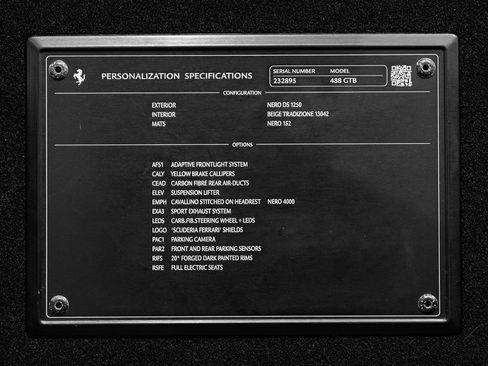 PERSONALIZATION SPECIFICATIONS
SERIAL NUMBER MODEL
232895 488 GTB
CONFIGURATION
EXTERIOR NERO DS 1250
INTERIOR BEIGE TRADIZIONE 13042
MATS NERO 152
OPTIONS
AFS1 ADAPTIVE FRONTLIGHT SYSTEM
CALY YELLOW BRAKE CALLIPERS
CEAD CARBON FIBRE REAR AIR-DUCTS
ELEV SUSPENSION LIFTER
EMPH CAVALLINO STITCHED ON HEADREST NERO 4000
EXA3 SPORT EXHAUST SYSTEM
LEDS CARB.FIB.STEERING WHEEL + LEDS
LOGO "SCUDERIA FERRARI" SHIELDS
PAC1 PARKING CAMERA
PAR2 FRONT AND REAR PARKING SENSORS
RIFS 20" FORGED DARK PAINTED RIMS
RSFE FULL ELECTRIC SEATS